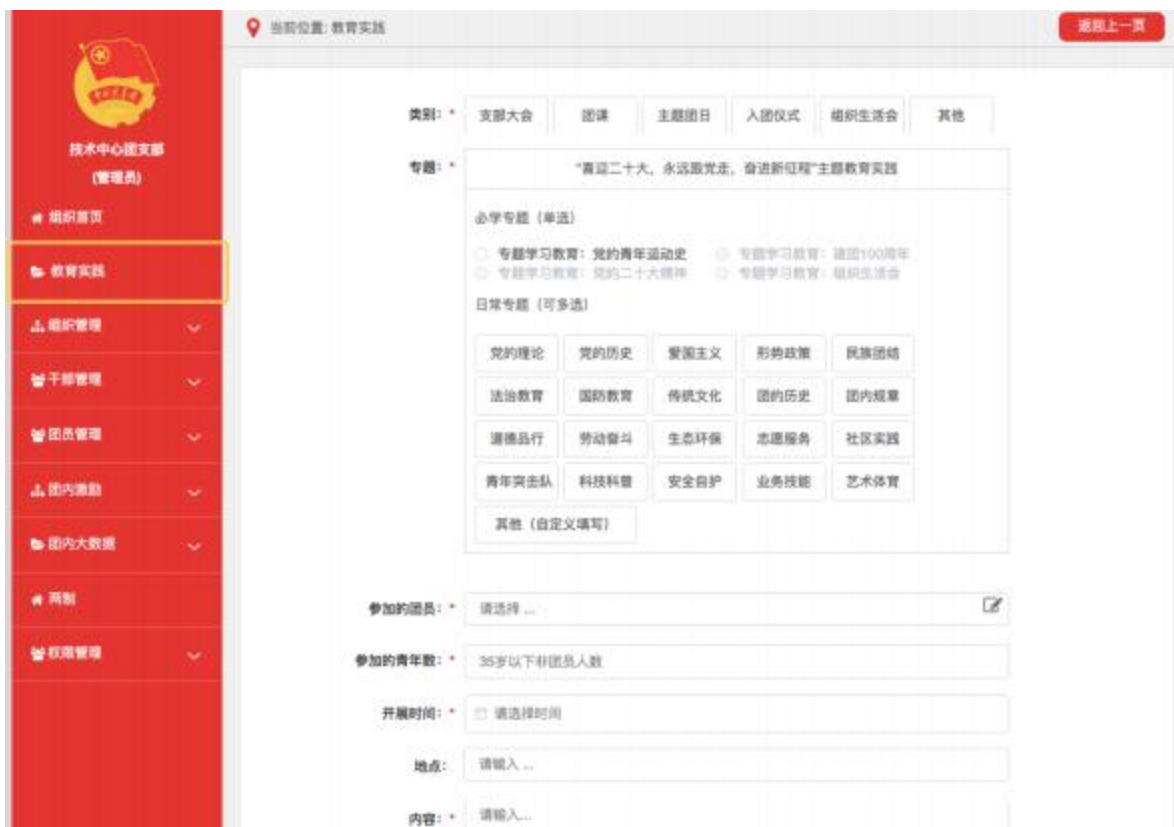 当前位置: 教育实践
返回上一页
技术中心团支部
(管理员)
组织首页
教育实践
组织管理
干部管理
团员管理
团内激励
团内大数据
两制
权限管理
类别: *
支部大会 团课 主题团日 入团仪式 组织生活会 其他
专题: *
“喜迎二十大，永远跟党走，奋进新征程”主题教育实践
必学专题（单选）
专题学习教育：党的青年运动史 专题学习教育：建团100周年
专题学习教育：党的二十大精神 专题学习教育：组织生活会
日常专题（可多选）
党的理论 党的历史 爱国主义 形势政策 民族团结
法治教育 国防教育 传统文化 团的历史 团内规章
道德品行 劳动奋斗 生态环保 志愿服务 社区实践
青年突击队 科技科普 安全自护 业务技能 艺术体育
其他（自定义填写）
参加的团员: * 请选择 ...
参加的青年数: * 35岁以下非团员人数
开展时间: * 请选择时间
地点: 请输入 ...
内容: * 请输入...